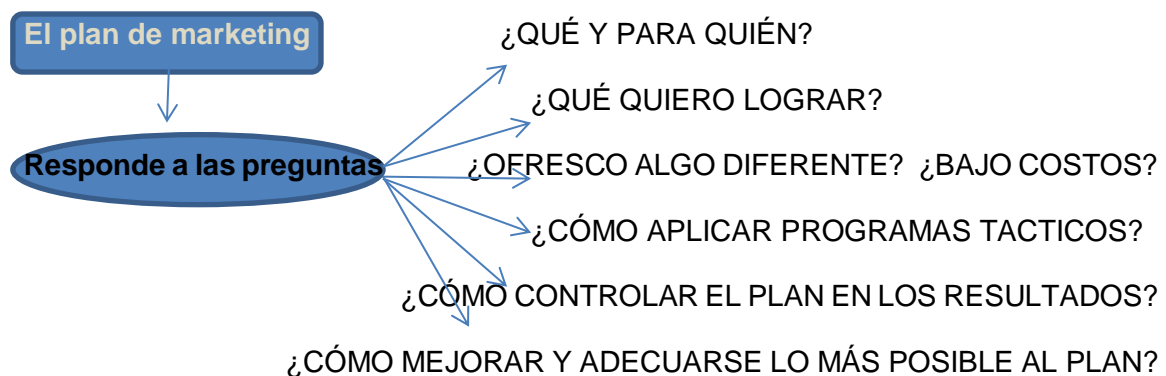 El plan de marketing
¿QUÉ Y PARA QUIÉN?
¿QUÉ QUIERO LOGRAR?
Responde a las preguntas
¿OFRESCO ALGO DIFERENTE? ¿BAJO COSTOS?
¿CÓMO APLICAR PROGRAMAS TACTICOS?
¿CÓMO CONTROLAR EL PLAN EN LOS RESULTADOS?
¿CÓMO MEJORAR Y ADECUARSE LO MÁS POSIBLE AL PLAN?